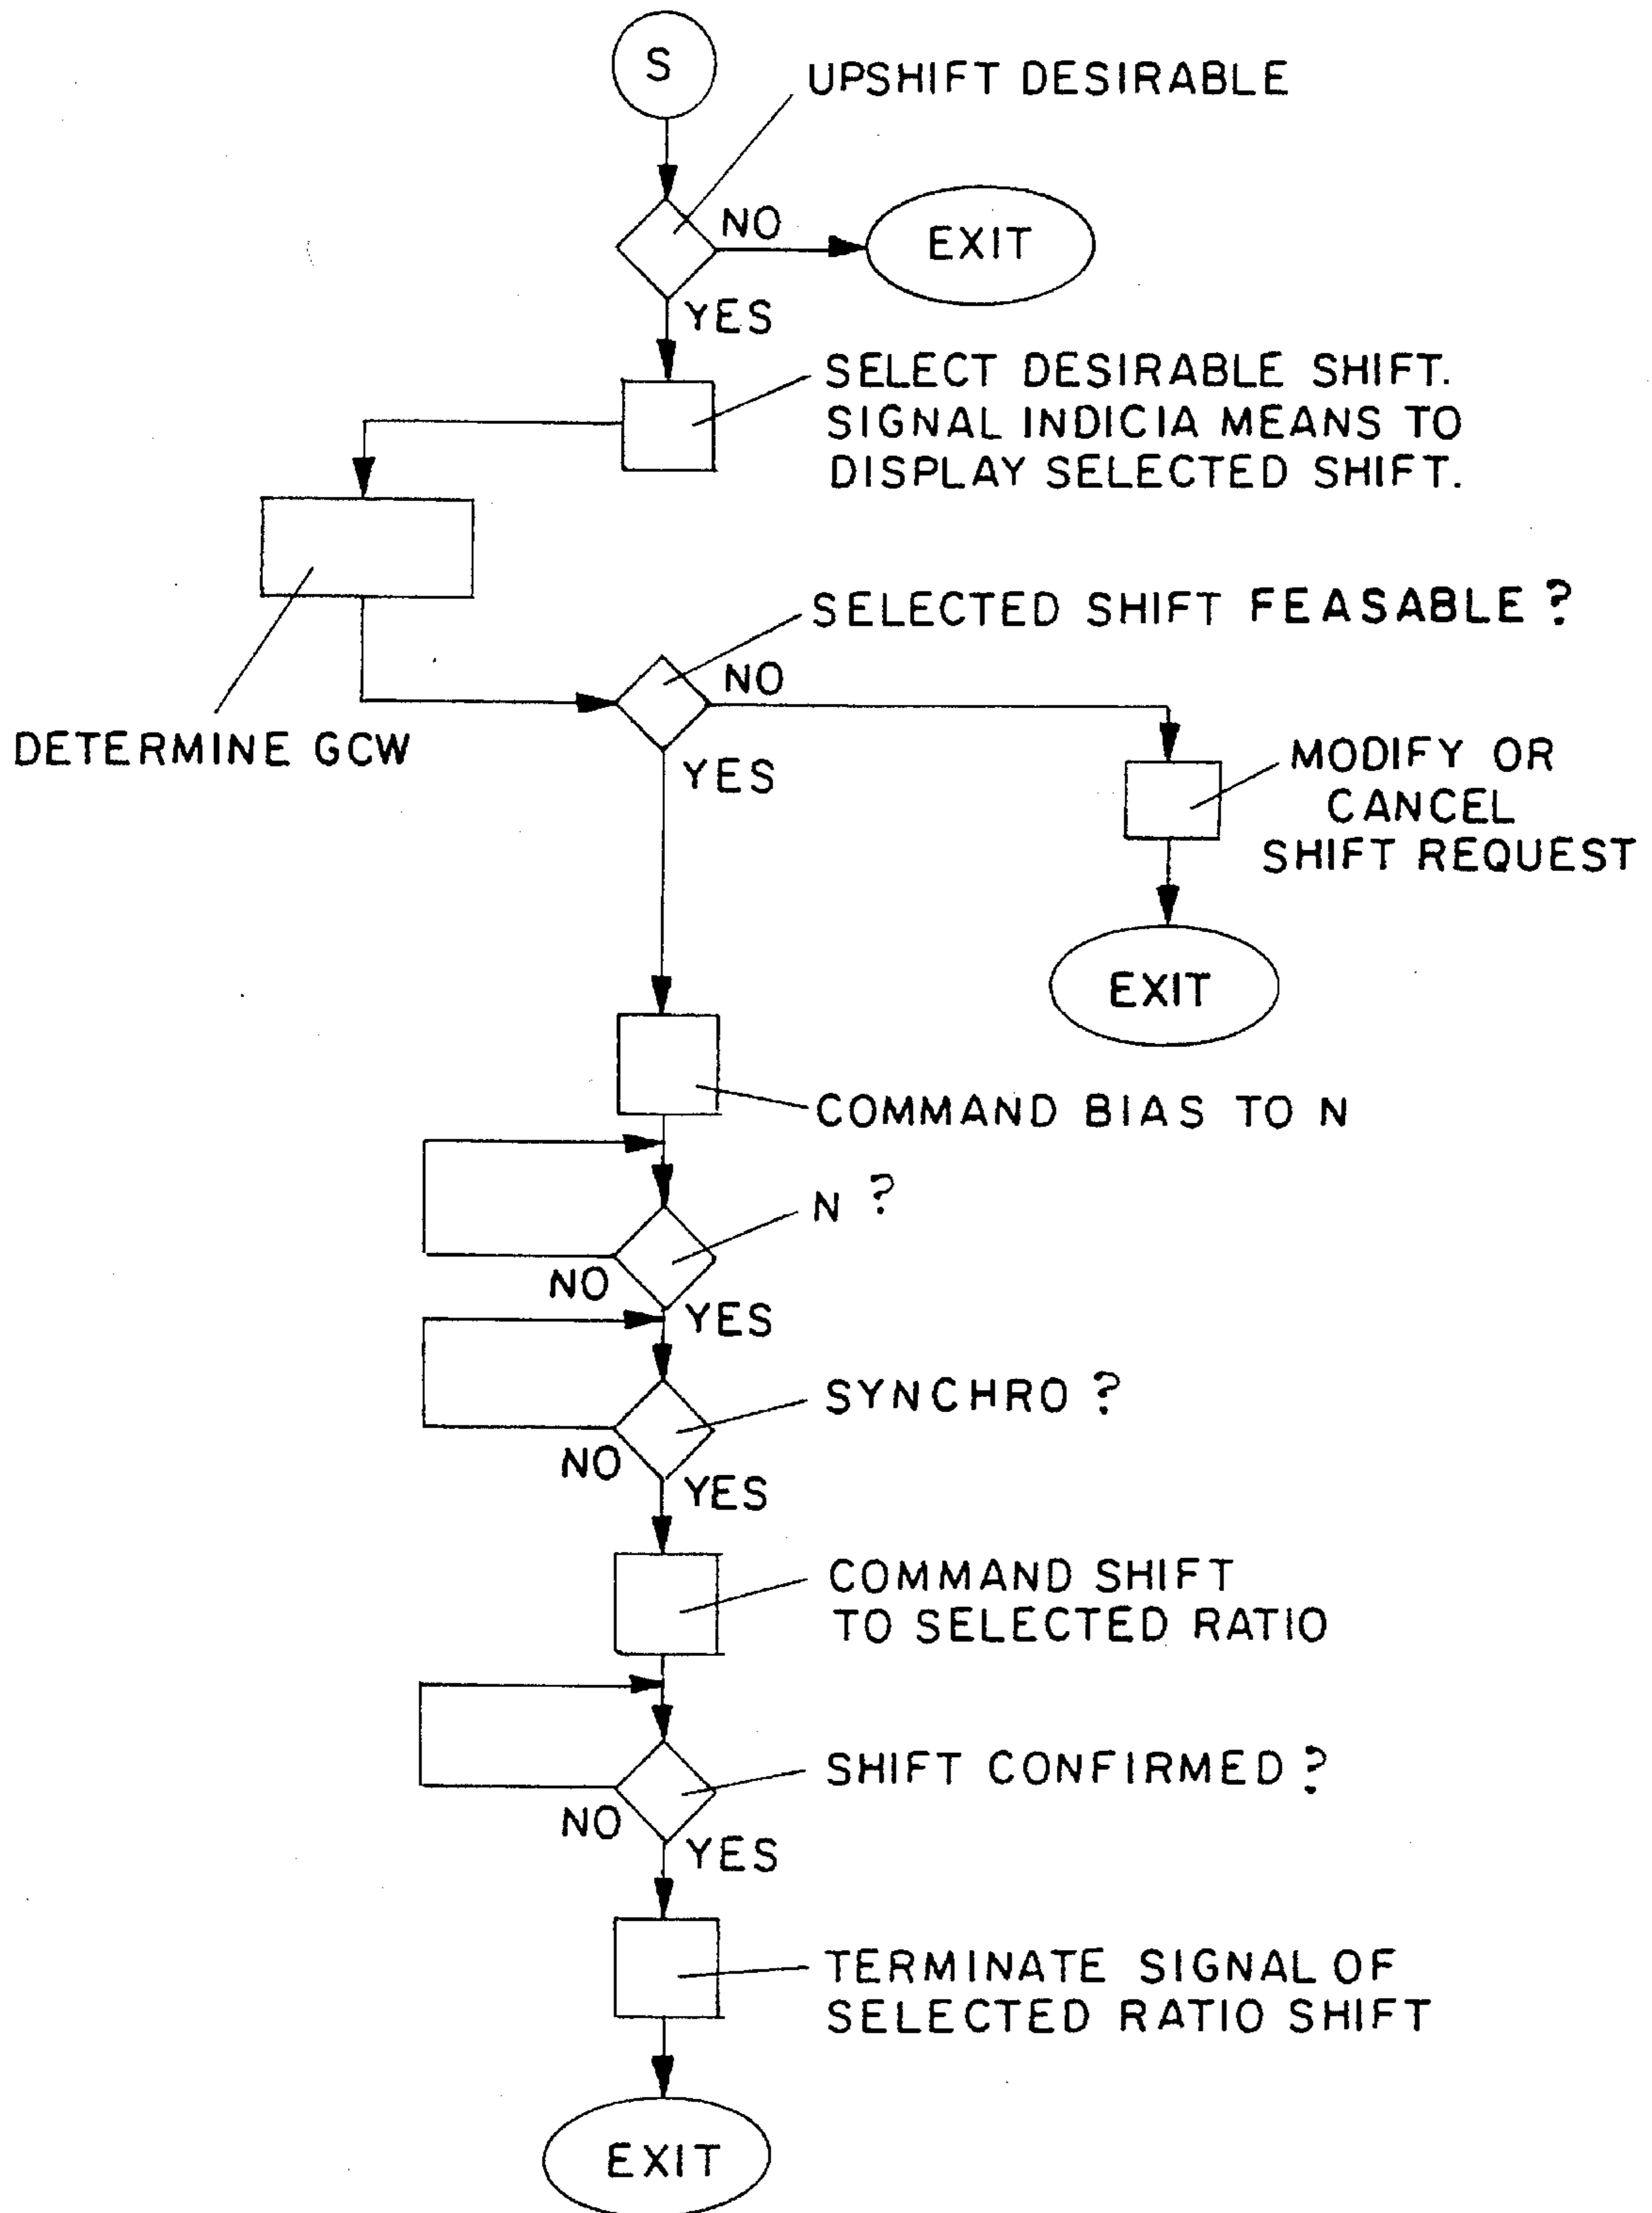 S
UPSHIFT DESIRABLE
NO
EXIT
YES
SELECT DESIRABLE SHIFT.
SIGNAL INDICIA MEANS TO
DISPLAY SELECTED SHIFT.
SELECTED SHIFT FEASABLE ?
NO
DETERMINE GCW
YES
MODIFY OR
CANCEL
SHIFT REQUEST
EXIT
COMMAND BIAS TO N
N ?
NO
YES
SYNCHRO ?
NO
YES
COMMAND SHIFT
TO SELECTED RATIO
SHIFT CONFIRMED ?
NO
YES
TERMINATE SIGNAL OF
SELECTED RATIO SHIFT
EXIT